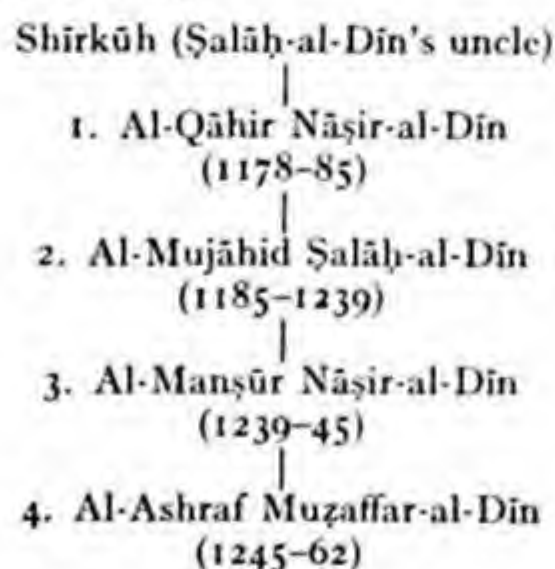 Shīrkūh (Ṣalāḥ-al-Dīn's uncle)
1. Al-Qāhir Nāṣir-al-Dīn
(1178–85)
2. Al-Mujāhid Ṣalāḥ-al-Dīn
(1185–1239)
3. Al-Manṣūr Nāṣir-al-Dīn
(1239–45)
4. Al-Ashraf Muẓaffar-al-Dīn
(1245–62)